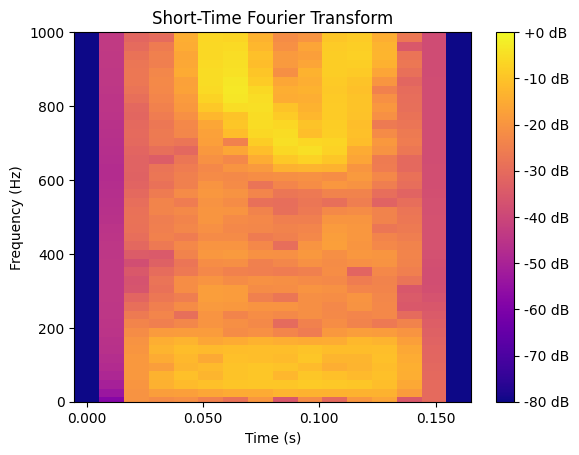 Short-Time Fourier Transform
Frequency (Hz)
1000
800
600
400
200
0
0.000
0.050
0.100
0.150
Time (s)
+0 dB
-10 dB
-20 dB
-30 dB
-40 dB
-50 dB
-60 dB
-70 dB
-80 dB